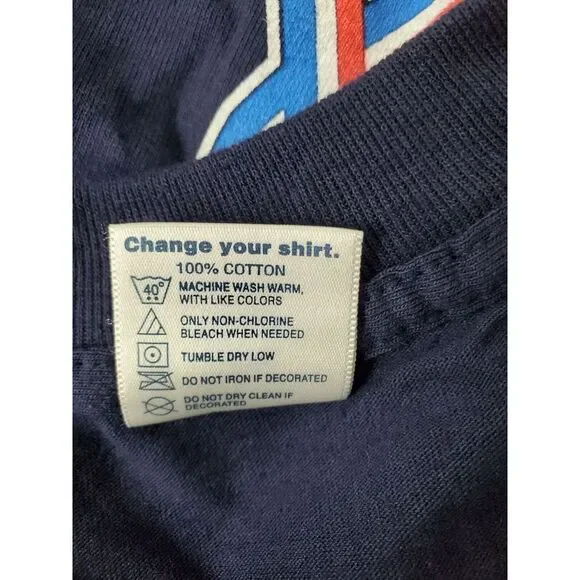 Change your shirt.
100% COTTON
40° MACHINE WASH WARM,
WITH LIKE COLORS
ONLY NON-CHLORINE
BLEACH WHEN NEEDED
TUMBLE DRY LOW
DO NOT IRON IF DECORATED
DO NOT DRY CLEAN IF
DECORATED